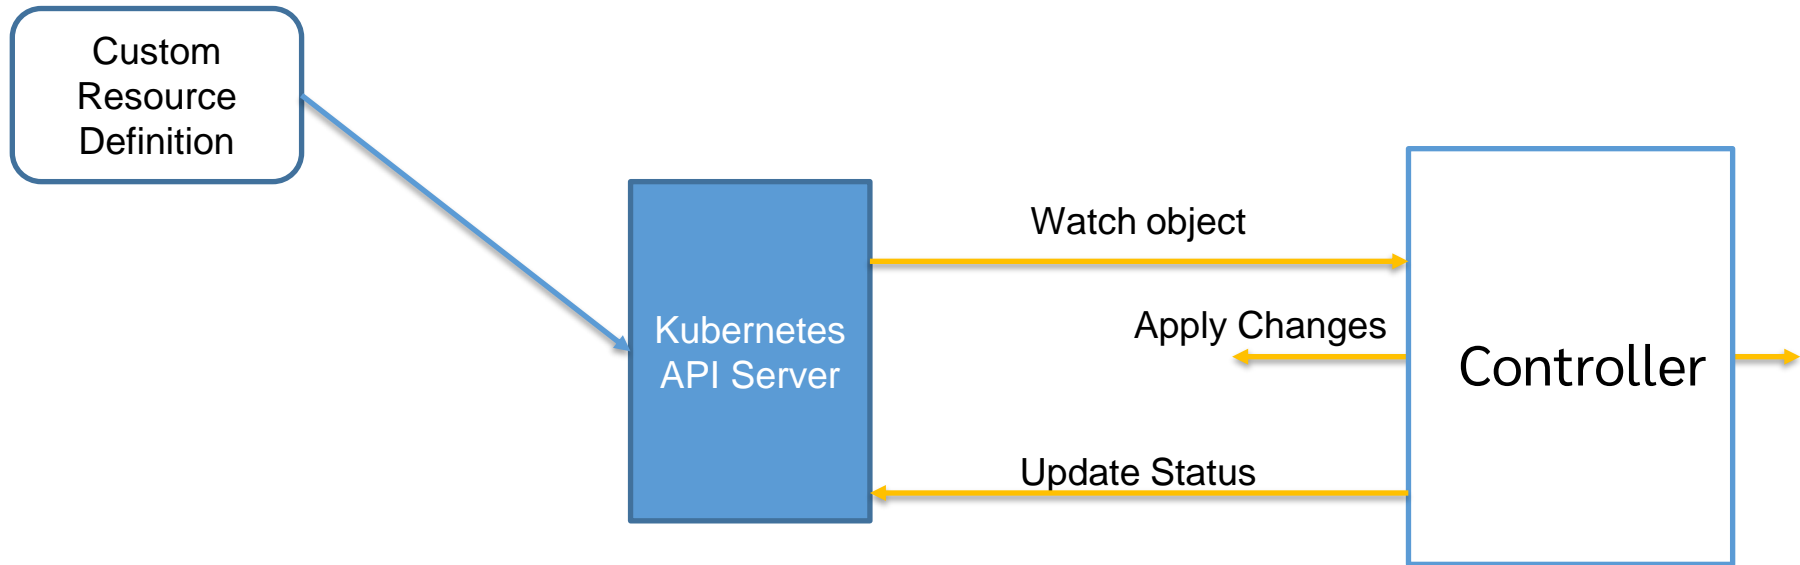 Custom
Resource
Definition
Watch object
Kubernetes
API Server
Apply Changes
Controller
Update Status